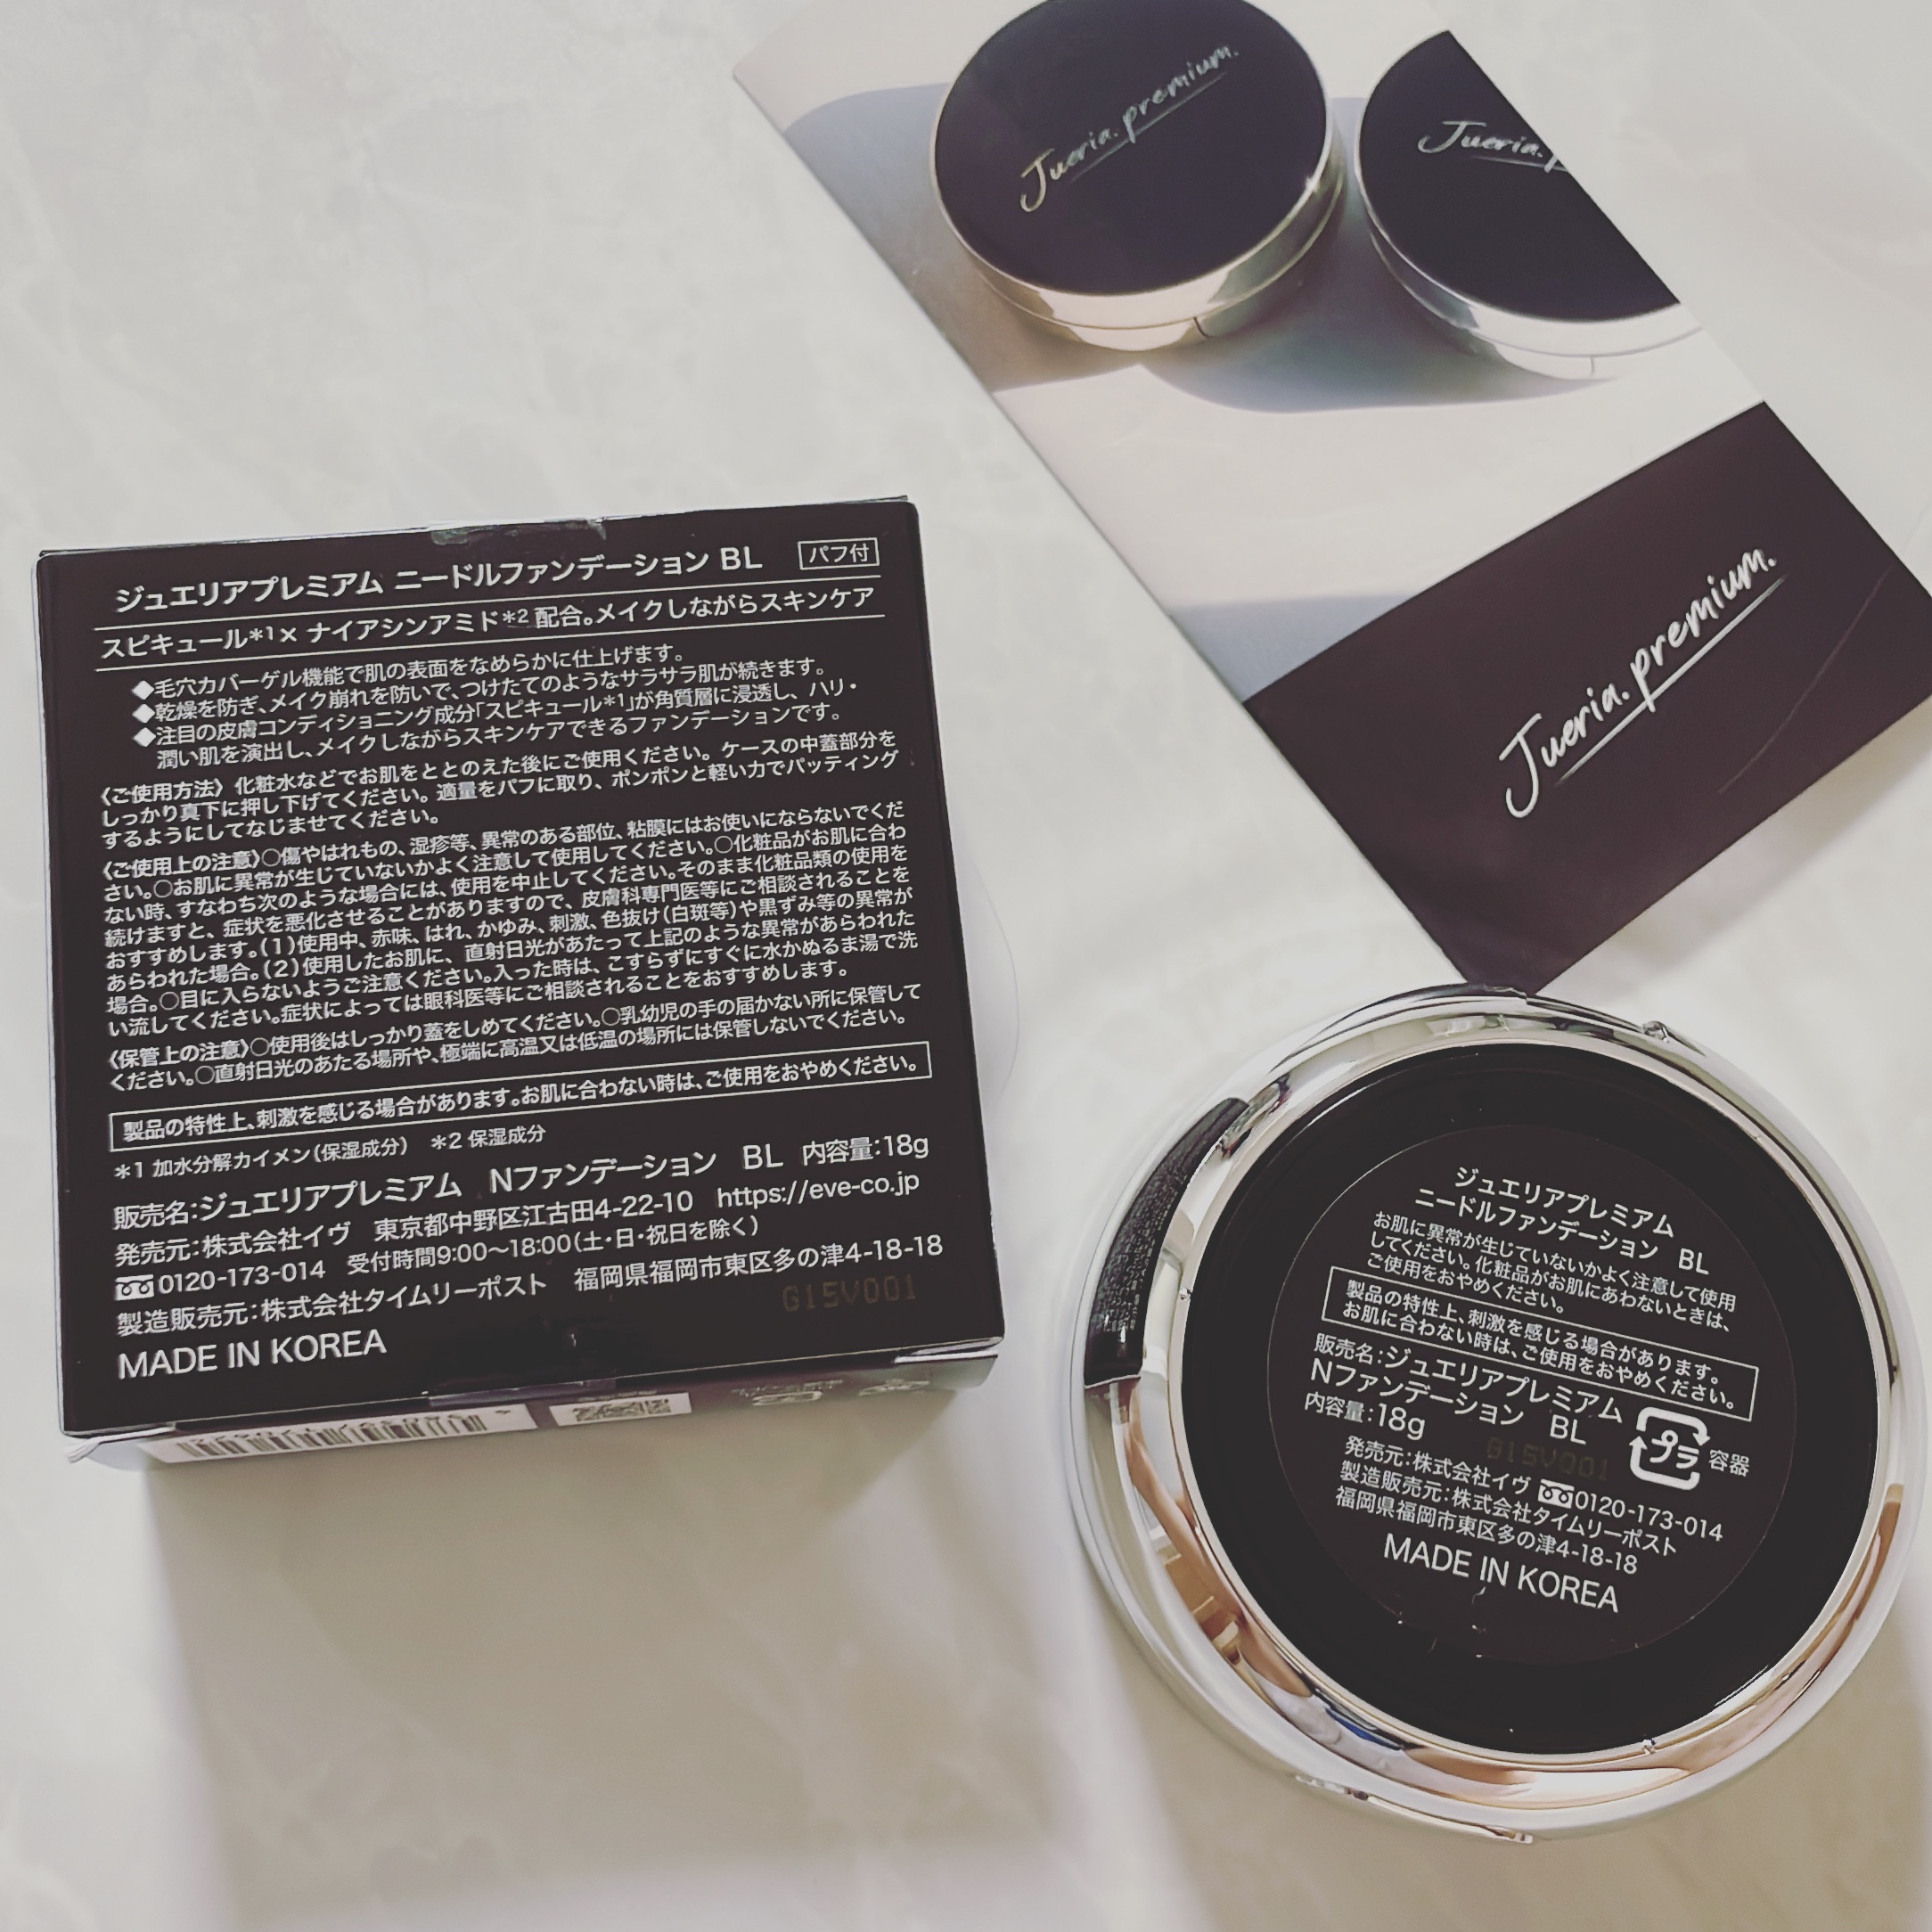 Jueria.premium.
Jueria.p
Jueria.premium.
ジュエリアプレミアム ニードルファンデーション BL パフ付
スピキュール*1× ナイアシンアミド*2 配合。メイクしながらスキンケア
◆毛穴カバーゲル機能で肌の表面をなめらかに仕上げます。
◆乾燥を防ぎ、メイク崩れを防いで、つけたてのようなサラサラ肌が続きます。
◆注目の皮膚コンディショニング成分「スピキュール*1」が角質層に浸透し、ハリ・
潤い肌を演出し、メイクしながらスキンケアできるファンデーションです。
〈ご使用方法〉化粧水などでお肌をととのえた後にご使用ください。ケースの中蓋部分を
しっかり真下に押し下げてください。適量をパフに取り、ポンポンと軽い力でパッティング
するようにしてなじませてください。
〈ご使用上の注意〉○傷やはれもの、湿疹等、異常のある部位、粘膜にはお使いにならないでくだ
さい。○お肌に異常が生じていないかよく注意して使用してください。○化粧品がお肌に合わ
ない時、すなわち次のような場合には、使用を中止してください。そのまま化粧品類の使用を
続けますと、症状を悪化させることがありますので、皮膚科専門医等にご相談されることを
おすすめします。(1)使用中、赤味、はれ、かゆみ、刺激、色抜け(白斑等)や黒ずみ等の異常が
あらわれた場合。(2)使用したお肌に、直射日光があたって上記のような異常があらわれた
場合。○目に入らないようご注意ください。入った時は、こすらずにすぐに水かぬるま湯で洗
い流してください。症状によっては眼科医等にご相談されることをおすすめします。
〈保管上の注意〉○使用後はしっかり蓋をしめてください。○乳幼児の手の届かない所に保管して
ください。○直射日光のあたる場所や、極端に高温又は低温の場所には保管しないでください。
製品の特性上、刺激を感じる場合があります。お肌に合わない時は、ご使用をおやめください。
*1 加水分解カイメン(保湿成分) *2 保湿成分
販売名:ジュエリアプレミアム Nファンデーション BL 内容量:18g
発売元:株式会社イヴ 東京都中野区江古田4-22-10 https://eve-co.jp
0120-173-014 受付時間9:00〜18:00(土・日・祝日を除く)
製造販売元:株式会社タイムリーポスト 福岡県福岡市東区多の津4-18-18
G15V001
MADE IN KOREA
ジュエリアプレミアム
ニードルファンデーション BL
お肌に異常が生じていないかよく注意して使用
してください。化粧品がお肌にあわないときは、
ご使用をおやめください。
製品の特性上、刺激を感じる場合があります。
お肌に合わない時は、ご使用をおやめください。
販売名:ジュエリアプレミアム
Nファンデーション BL
内容量:18g
G15V001
プラ 容器
発売元:株式会社イヴ 0120-173-014
製造販売元:株式会社タイムリーポスト
福岡県福岡市東区多の津4-18-18
MADE IN KOREA